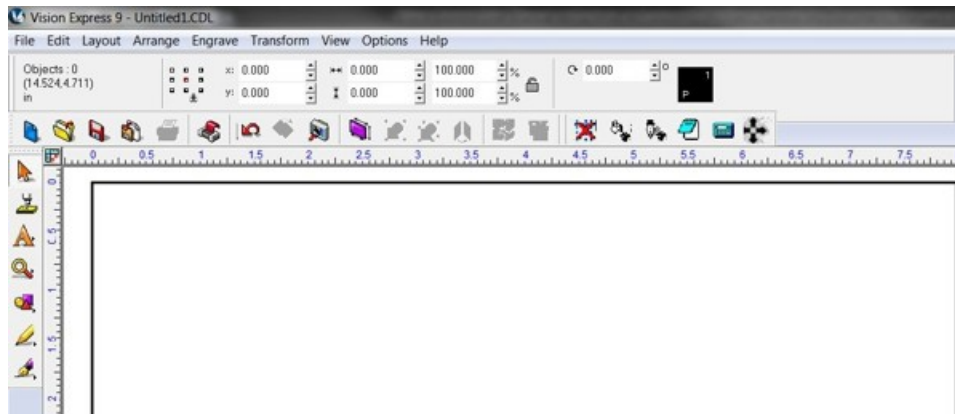 Vision Express 9 - Untitled1.CDL
File Edit Layout Arrange Engrave Transform View Options Help
Objects : 0
(14.524,4.711)
in
x: 0.000 0.000 100.000 % 0.000 ° 1
y: 0.000 0.000 100.000 % P
0 0.5 1 1.5 2 2.5 3 3.5 4 4.5 5 5.5 6 6.5 7 7.5
0
0.5
1
1.5
2